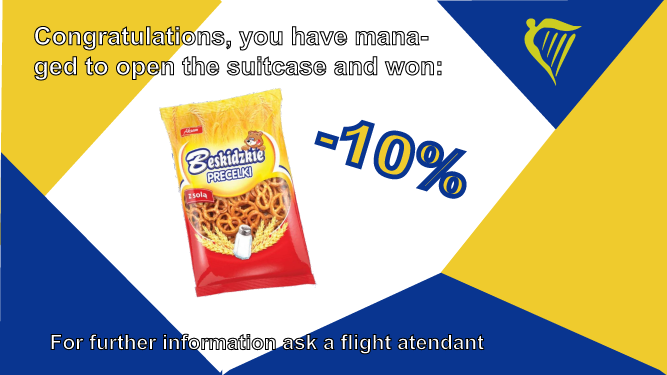 Congratulations, you have mana-
ged to open the suitcase and won:
Aksam
Beskidzkie
PRECELKI
z solą
-10%
For further information ask a flight atendant